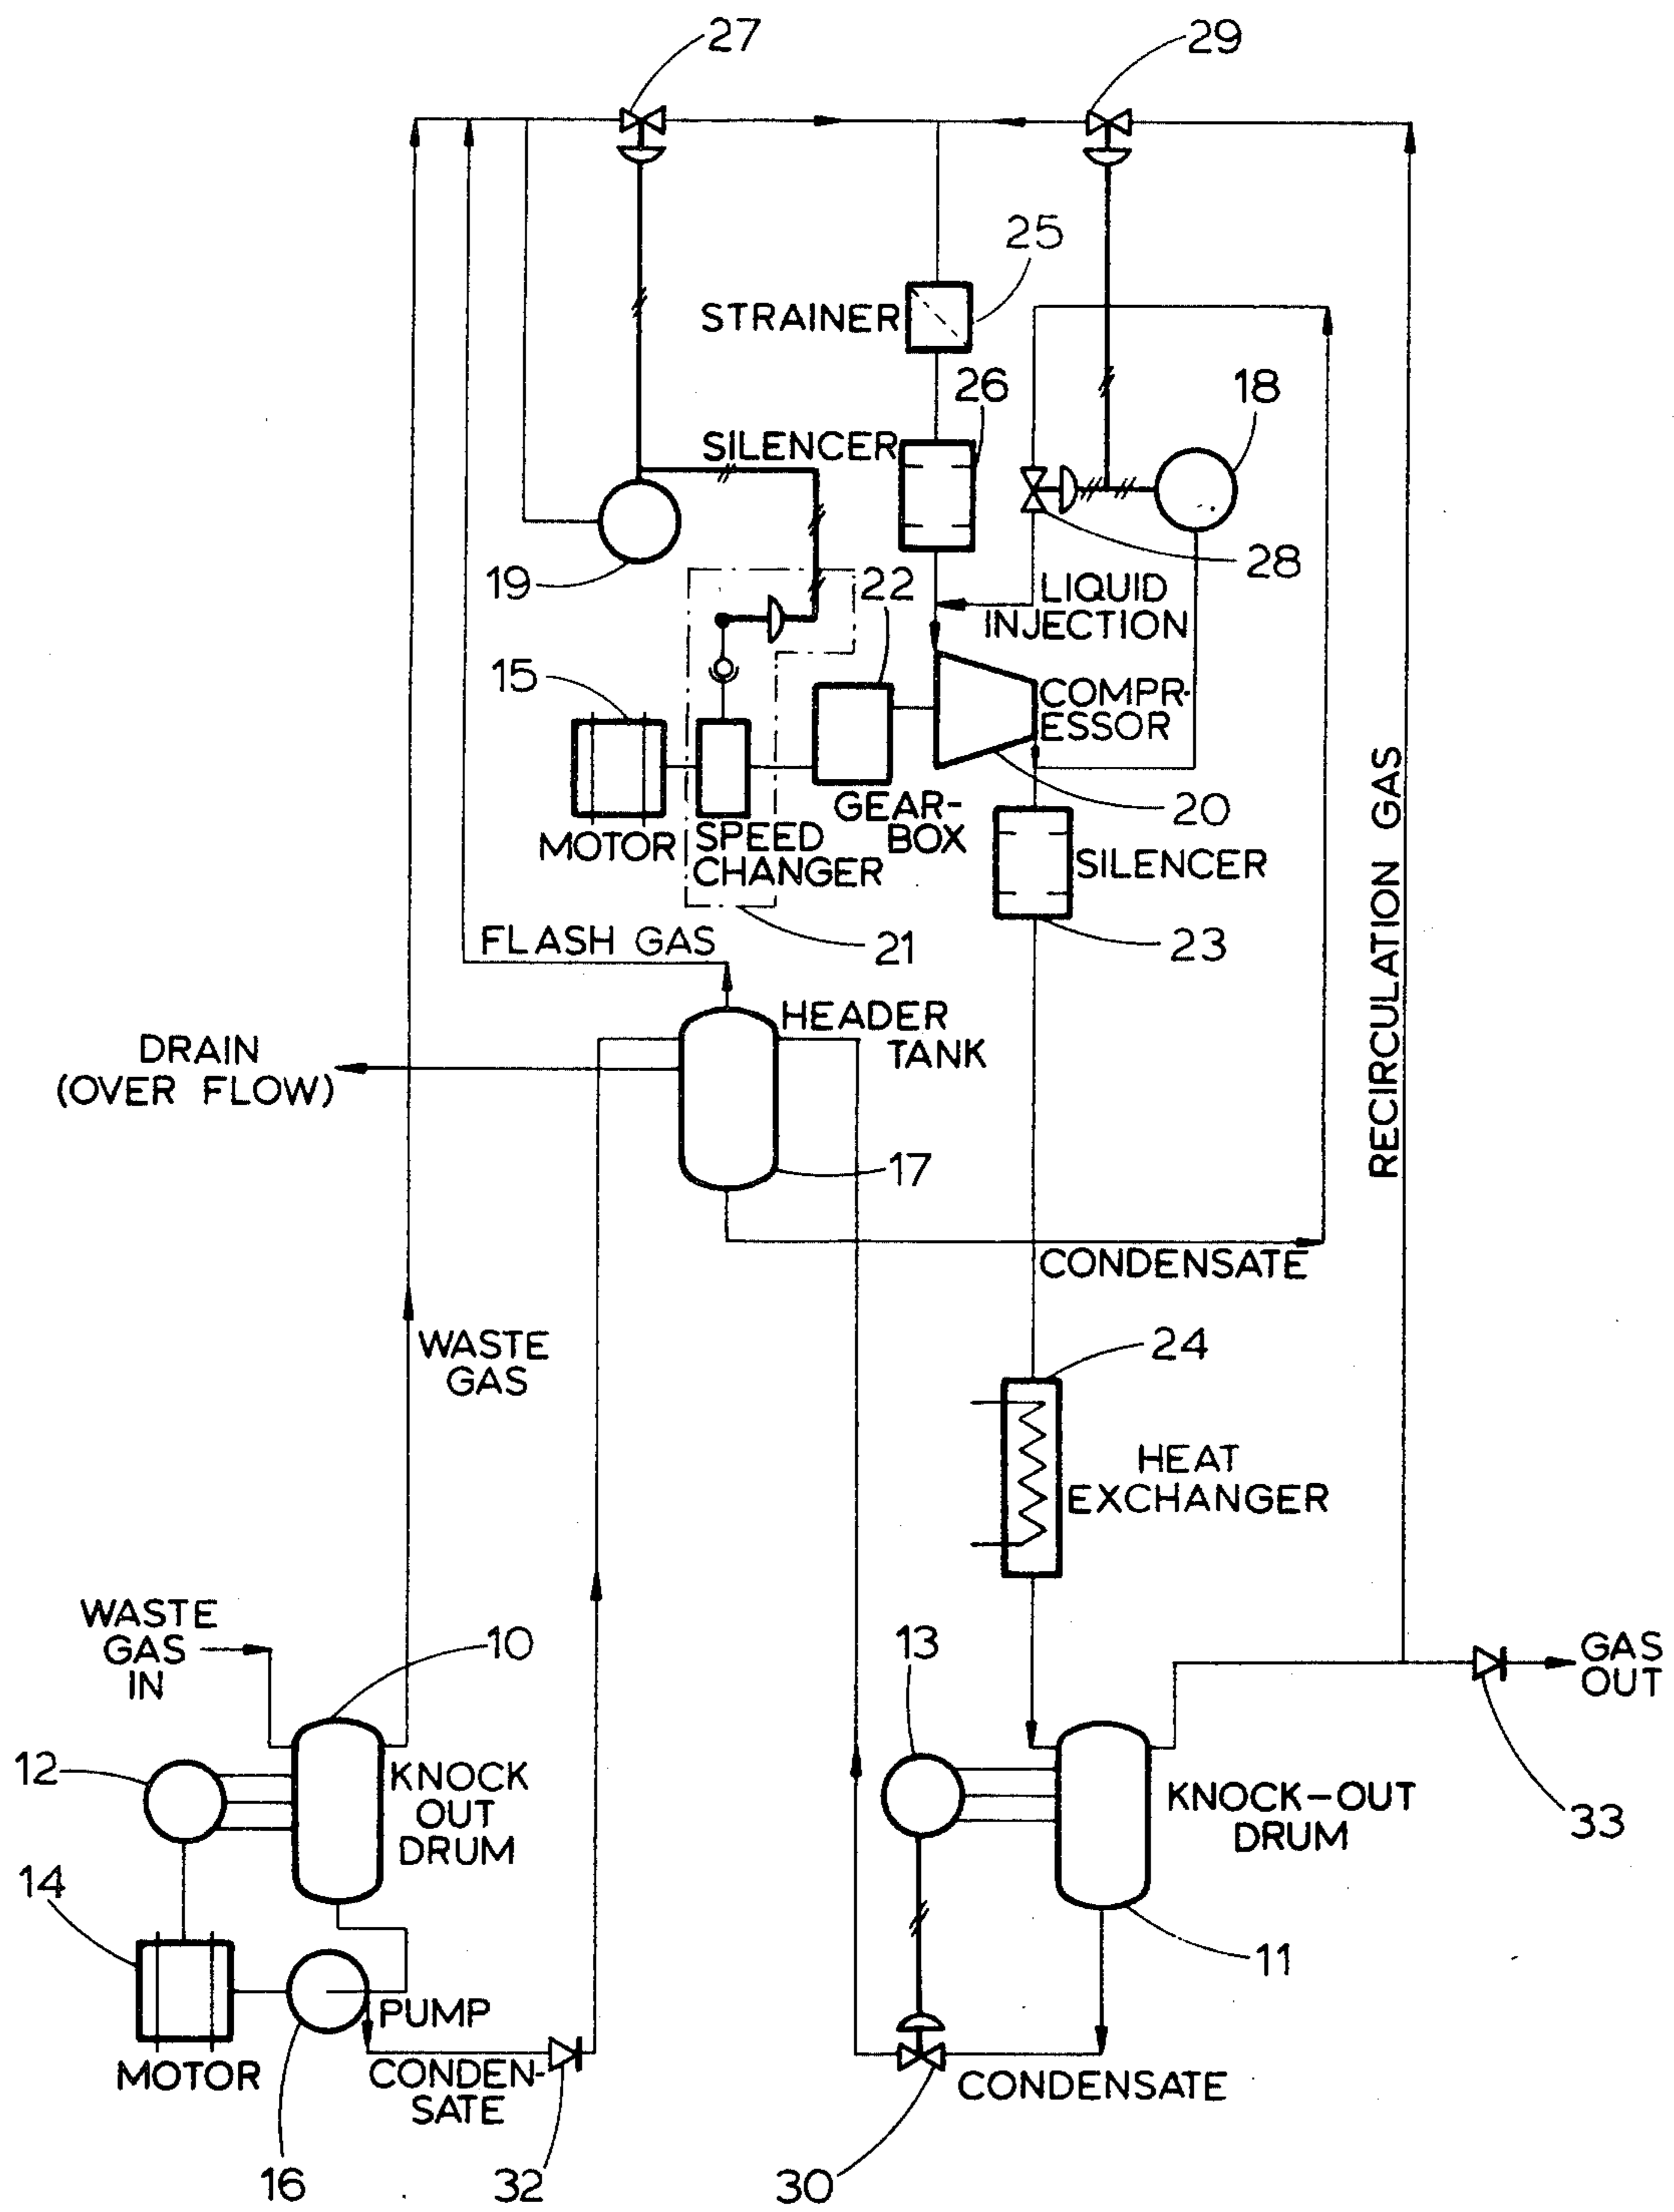 27
29
25
STRAINER
26
18
SILENCER
28
19
22
LIQUID
INJECTION
15
COMPR-
ESSOR
GEAR-
BOX
20
MOTOR
SPEED
CHANGER
SILENCER
21
23
FLASH GAS
RECIRCULATION GAS
HEADER
TANK
DRAIN
(OVER FLOW)
17
CONDENSATE
WASTE
GAS
24
HEAT
EXCHANGER
WASTE
GAS
IN
10
13
GAS
OUT
12
KNOCK
OUT
DRUM
KNOCK-OUT
DRUM
33
14
11
PUMP
MOTOR
CONDEN-
SATE
CONDENSATE
16
32
30